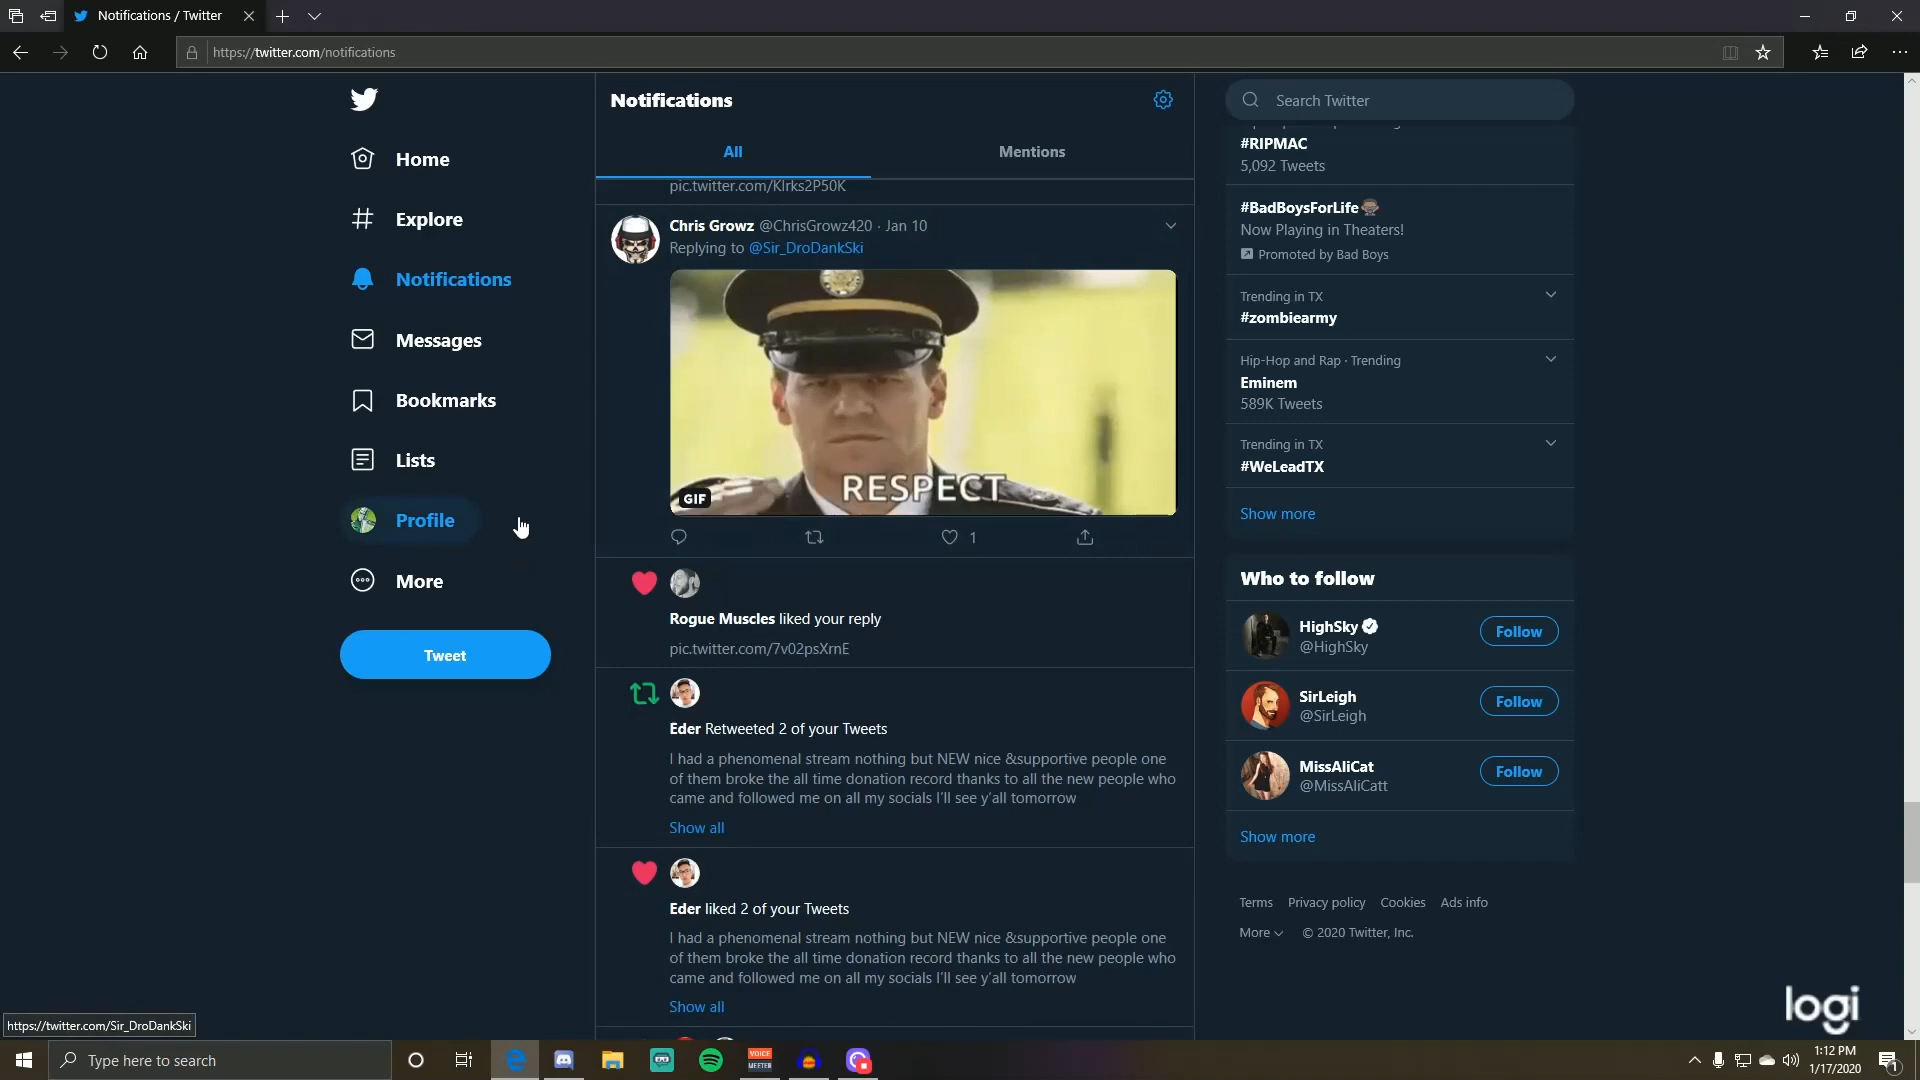 Notifications / Twitter
https://twitter.com/notifications
Home
Explore
Notifications
Messages
Bookmarks
Lists
Profile
More
Tweet
Notifications
All
Mentions
pic.twitter.com/KIrks2P50K
Chris Growz @ChrisGrowz420 · Jan 10
Replying to @Sir_DroDankSki
RESPECT
GIF
1
Rogue Muscles liked your reply
pic.twitter.com/7v02psXrnE
Eder Retweeted 2 of your Tweets
I had a phenomenal stream nothing but NEW nice &supportive people one
of them broke the all time donation record thanks to all the new people who
came and followed me on all my socials I'll see y'all tomorrow
Show all
Eder liked 2 of your Tweets
I had a phenomenal stream nothing but NEW nice &supportive people one
of them broke the all time donation record thanks to all the new people who
came and followed me on all my socials I'll see y'all tomorrow
Show all
Search Twitter
#RIPMAC
5,092 Tweets
#BadBoysForLife
Now Playing in Theaters!
Promoted by Bad Boys
Trending in TX
#zombiearmy
Hip-Hop and Rap · Trending
Eminem
589K Tweets
Trending in TX
#WeLeadTX
Show more
Who to follow
HighSky
@HighSky
Follow
SirLeigh
@SirLeigh
Follow
MissAliCat
@MissAliCatt
Follow
Show more
Terms Privacy policy Cookies Ads info
More © 2020 Twitter, Inc.
logi
https://twitter.com/Sir_DroDankSki
Type here to search
VOICE
MEETER
1:12 PM
1/17/2020
1